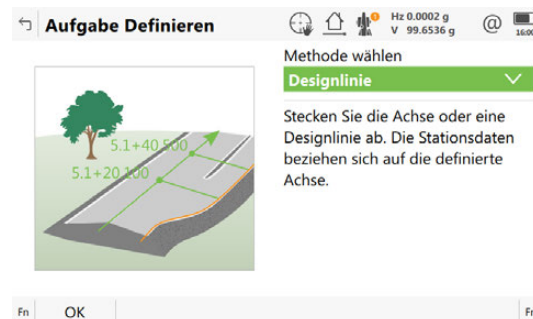 Aufgabe Definieren
Hz 0.0002 g
V 99.6536 g
@
16:00
Methode wählen
Designlinie
Stecken Sie die Achse oder eine
Designlinie ab. Die Stationsdaten
beziehen sich auf die definierte
Achse.
5.1+40.500
5.1+20.100
Fn
OK